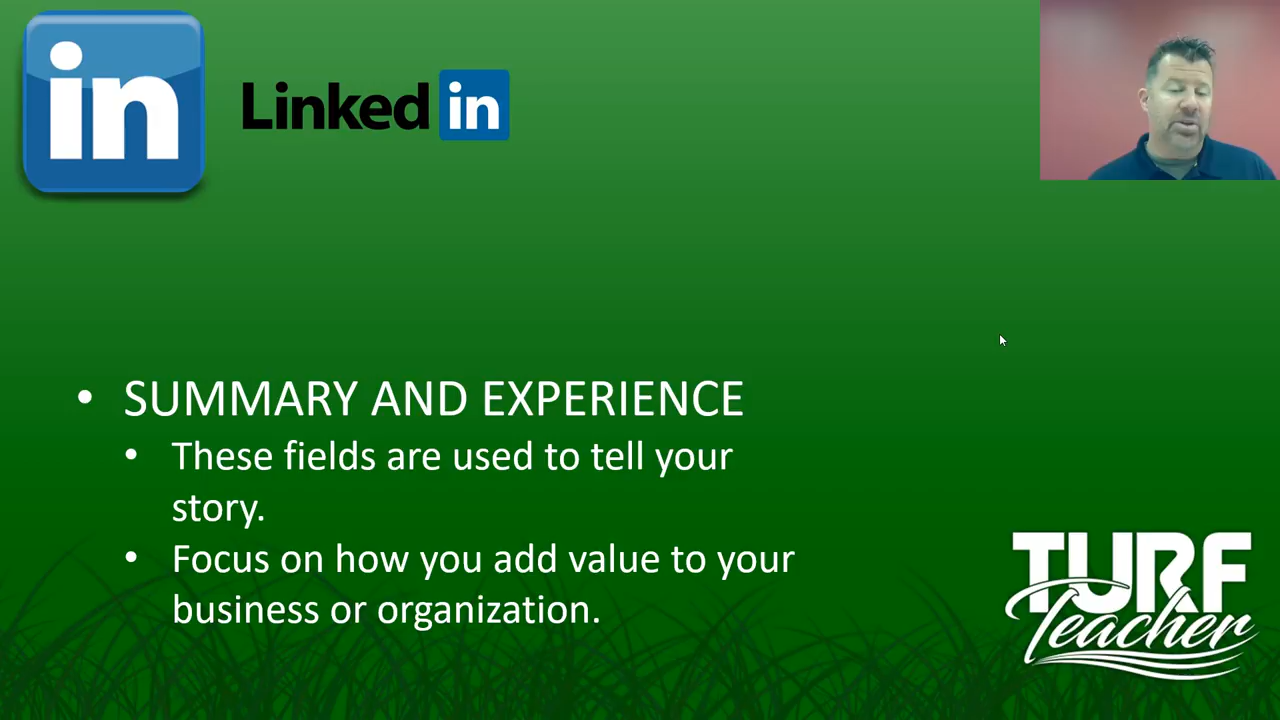 in
Linked in
• SUMMARY AND EXPERIENCE
• These fields are used to tell your
story.
• Focus on how you add value to your
business or organization.
TURF
Teacher